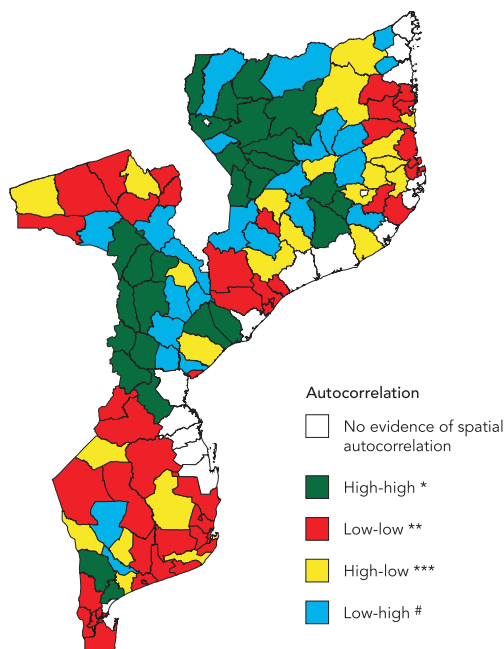 Autocorrelation
No evidence of spatial
autocorrelation
High-high *
Low-low **
High-low ***
Low-high #